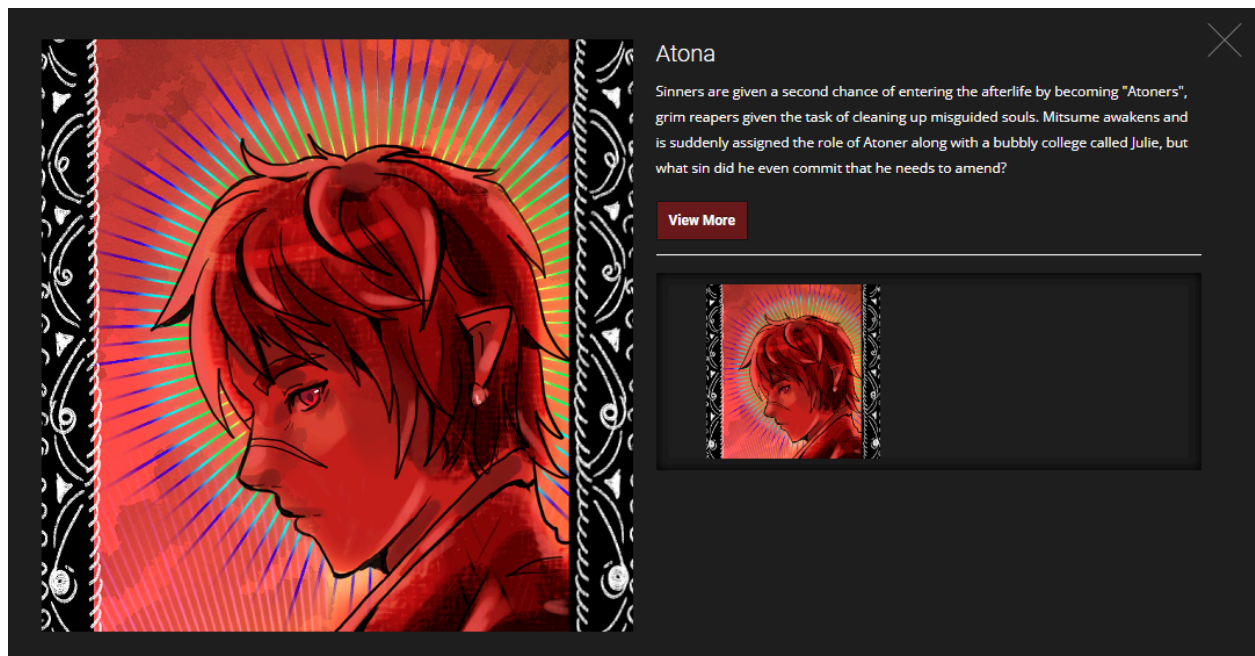 Atona
Sinners are given a second chance of entering the afterlife by becoming "Atoners",
grim reapers given the task of cleaning up misguided souls. Mitsume awakens and
is suddenly assigned the role of Atoner along with a bubbly college called Julie, but
what sin did he even commit that he needs to amend?
View More